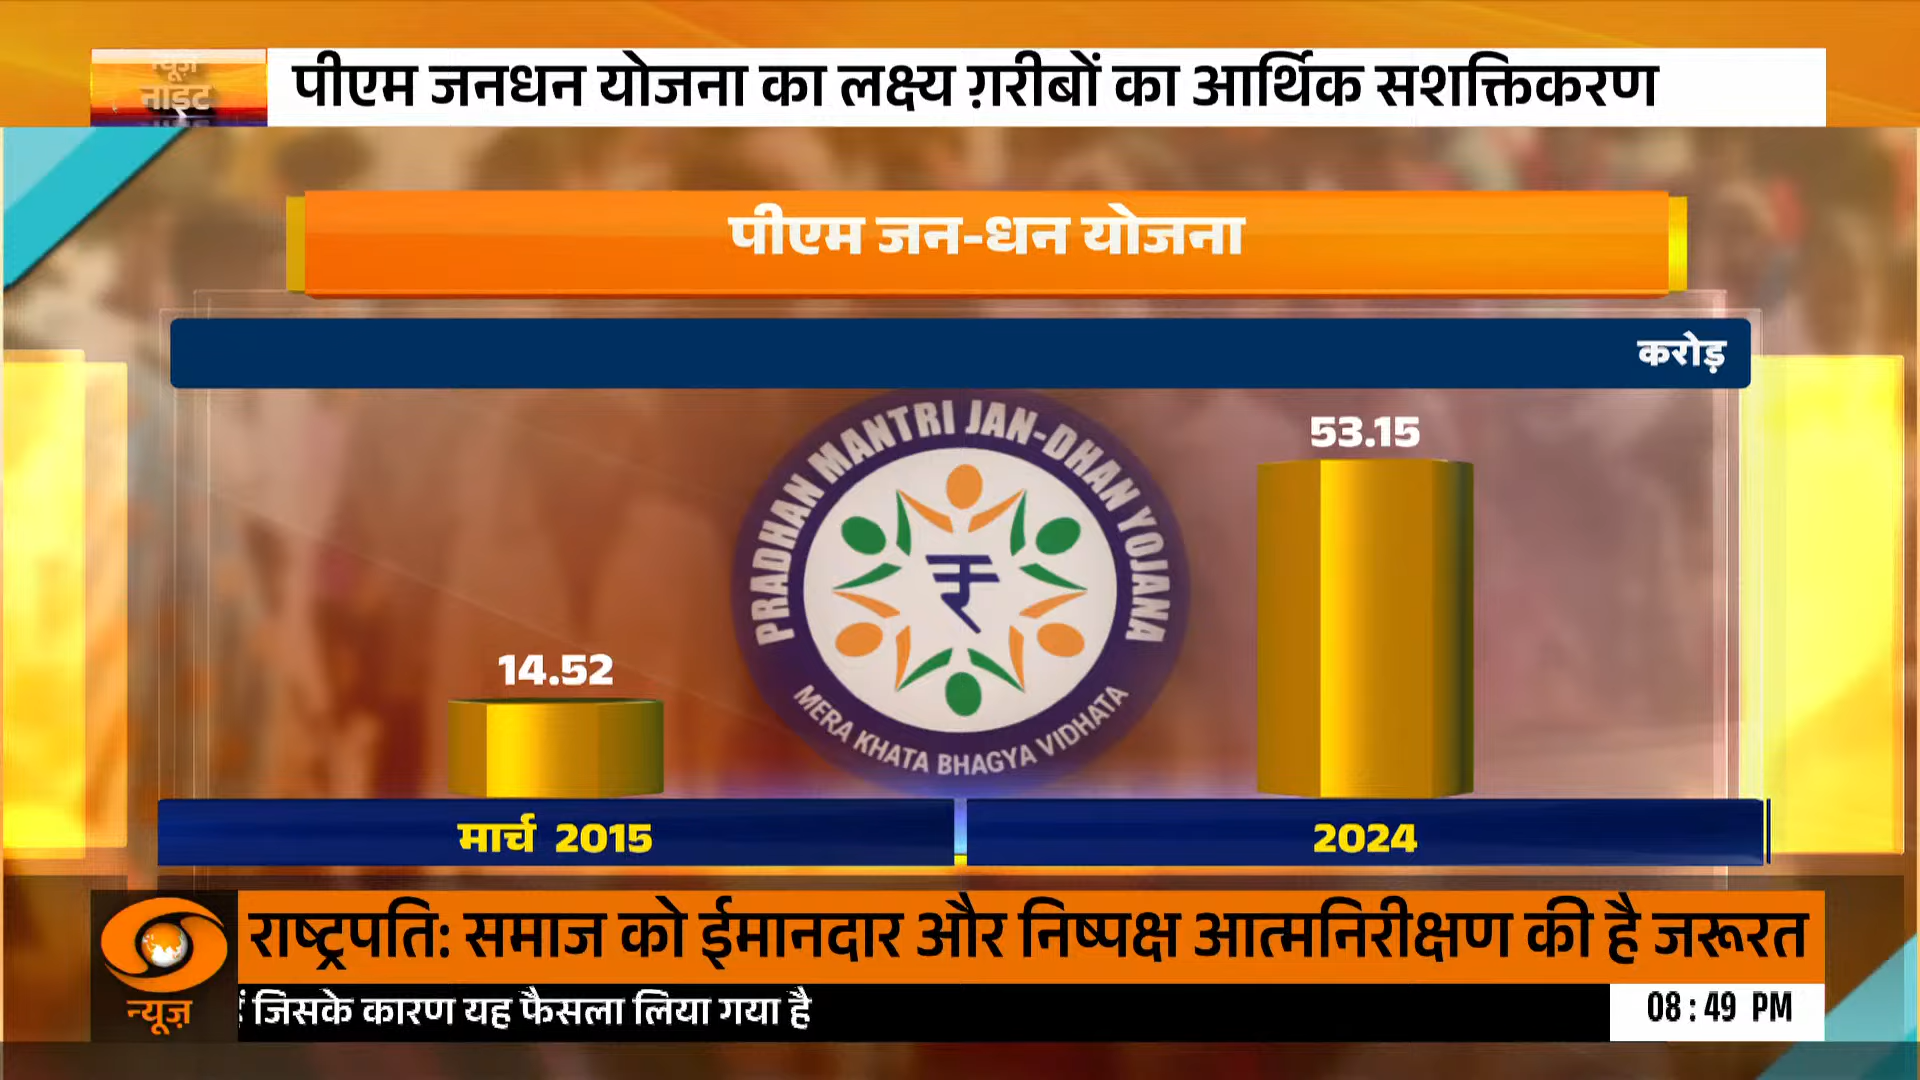 न्यूज़
नाइट
पीएम जनधन योजना का लक्ष्य ग़रीबों का आर्थिक सशक्तिकरण
पीएम जन-धन योजना
करोड़
PRADHAN MANTRI JAN-DHAN YOJANA
₹
MERA KHATA BHAGYA VIDHATA
14.52
53.15
मार्च 2015
2024
राष्ट्रपति: समाज को ईमानदार और निष्पक्ष आत्मनिरीक्षण की है जरूरत
न्यूज़
जिसके कारण यह फैसला लिया गया है
08:49 PM